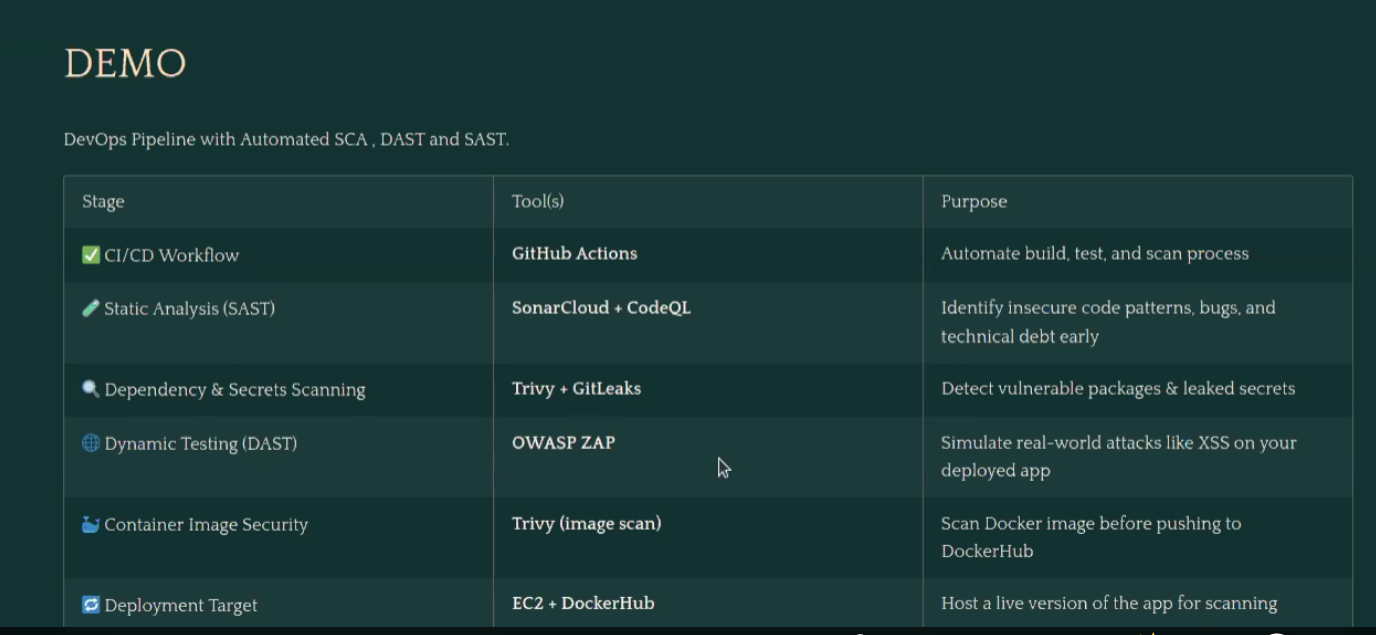 DEMO
DevOps Pipeline with Automated SCA , DAST and SAST.
Stage Tool(s) Purpose
✅ CI/CD Workflow GitHub Actions Automate build, test, and scan process
🧪 Static Analysis (SAST) SonarCloud + CodeQL Identify insecure code patterns, bugs, and
technical debt early
🔍 Dependency & Secrets Scanning Trivy + GitLeaks Detect vulnerable packages & leaked secrets
🌐 Dynamic Testing (DAST) OWASP ZAP Simulate real-world attacks like XSS on your
deployed app
🐳 Container Image Security Trivy (image scan) Scan Docker image before pushing to
DockerHub
🔁 Deployment Target EC2 + DockerHub Host a live version of the app for scanning